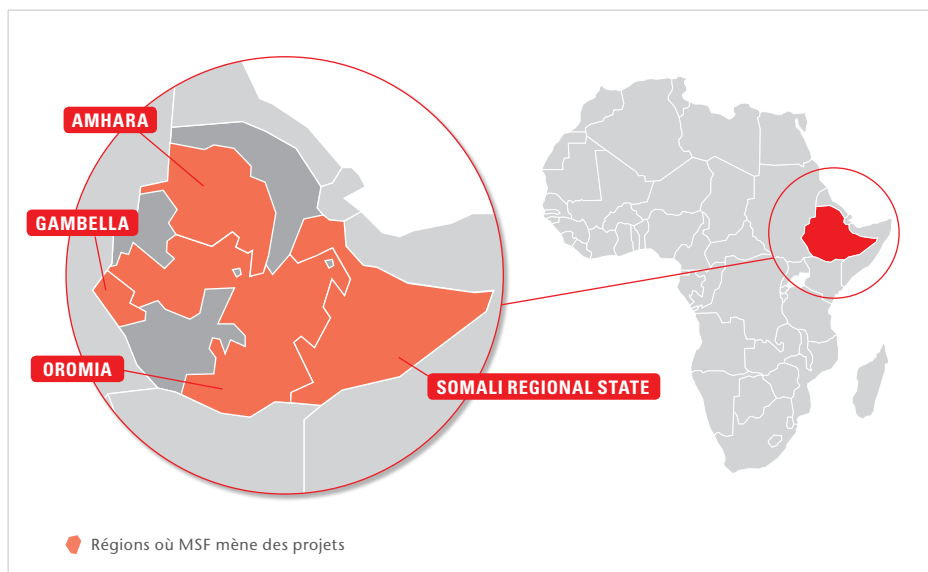 AMHARA
GAMBELLA
OROMIA
SOMALI REGIONAL STATE
Régions où MSF mène des projets